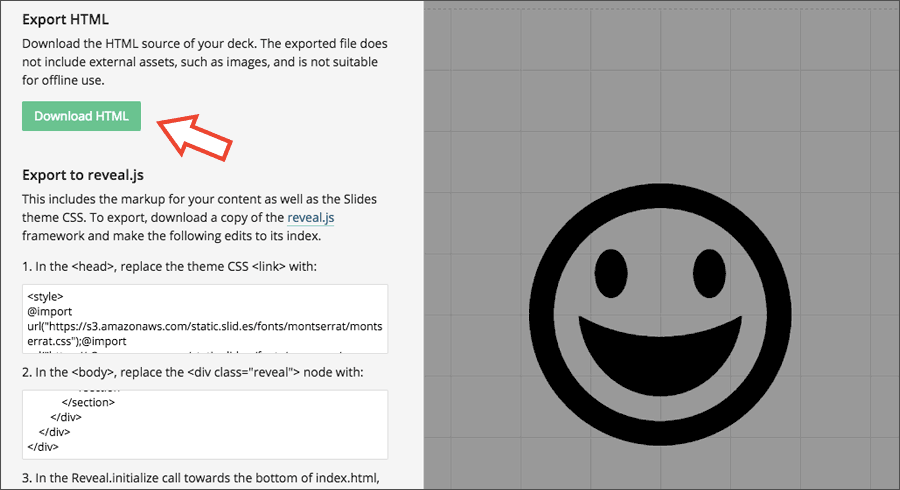 Export HTML
Download the HTML source of your deck. The exported file does
not include external assets, such as images, and is not suitable
for offline use.
Download HTML
Export to reveal.js
This includes the markup for your content as well as the Slides
theme CSS. To export, download a copy of the reveal.js
framework and make the following edits to its index.
1. In the <head>, replace the theme CSS <link> with:
<style>
@import
url("https://s3.amazonaws.com/static.slid.es/fonts/montserrat/monts
errat.css");@import
2. In the <body>, replace the <div class="reveal"> node with:
</section>
</div>
</div>
</div>
3. In the Reveal.initialize call towards the bottom of index.html,